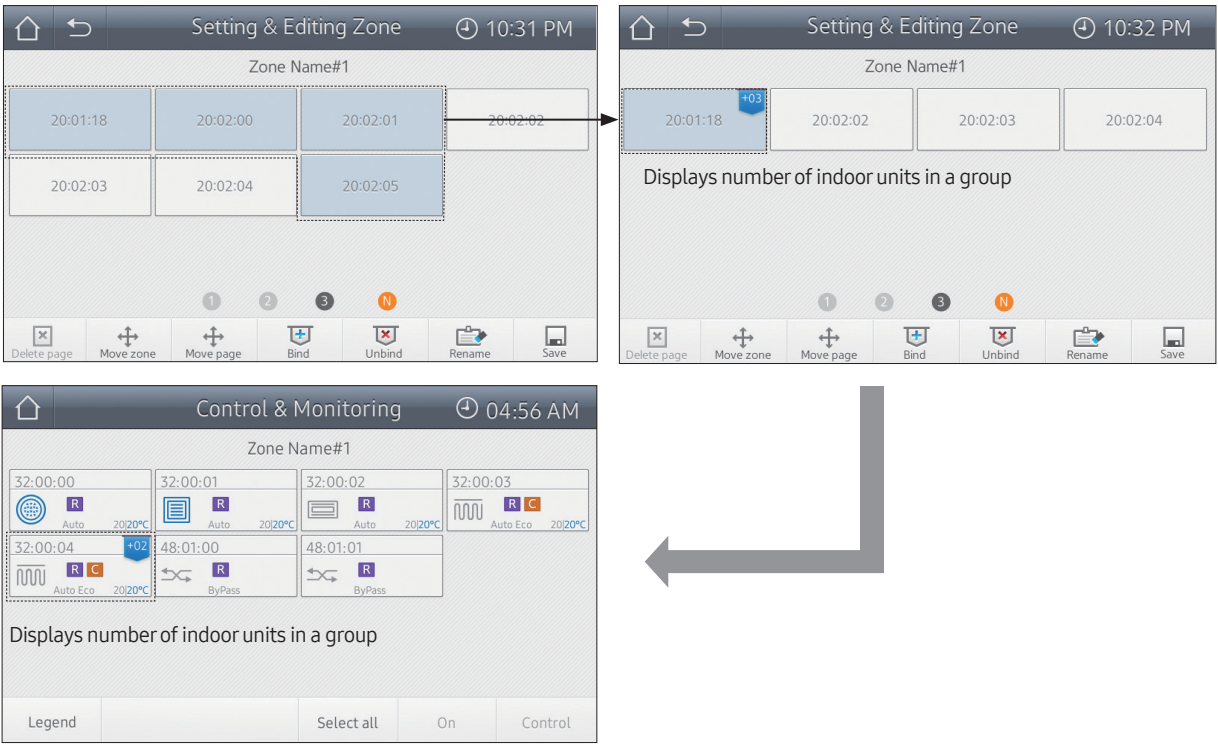 Setting & Editing Zone 10:31 PM
Zone Name#1
20:01:18 20:02:00 20:02:01 20:02:02
20:02:03 20:02:04 20:02:05
1 2 3 N
Delete page Move zone Move page Bind Unbind Rename Save
Setting & Editing Zone 10:32 PM
Zone Name#1
+03
20:01:18 20:02:02 20:02:03 20:02:04
Displays number of indoor units in a group
1 2 3 N
Delete page Move zone Move page Bind Unbind Rename Save
Control & Monitoring 04:56 AM
Zone Name#1
32:00:00 32:00:01 32:00:02 32:00:03
R R R R C
Auto 20|20°C Auto 20|20°C Auto 20|20°C Auto Eco 20|20°C
32:00:04 +02 48:01:00 48:01:01
R C R R
Auto Eco 20|20°C ByPass ByPass
Displays number of indoor units in a group
Legend Select all On Control